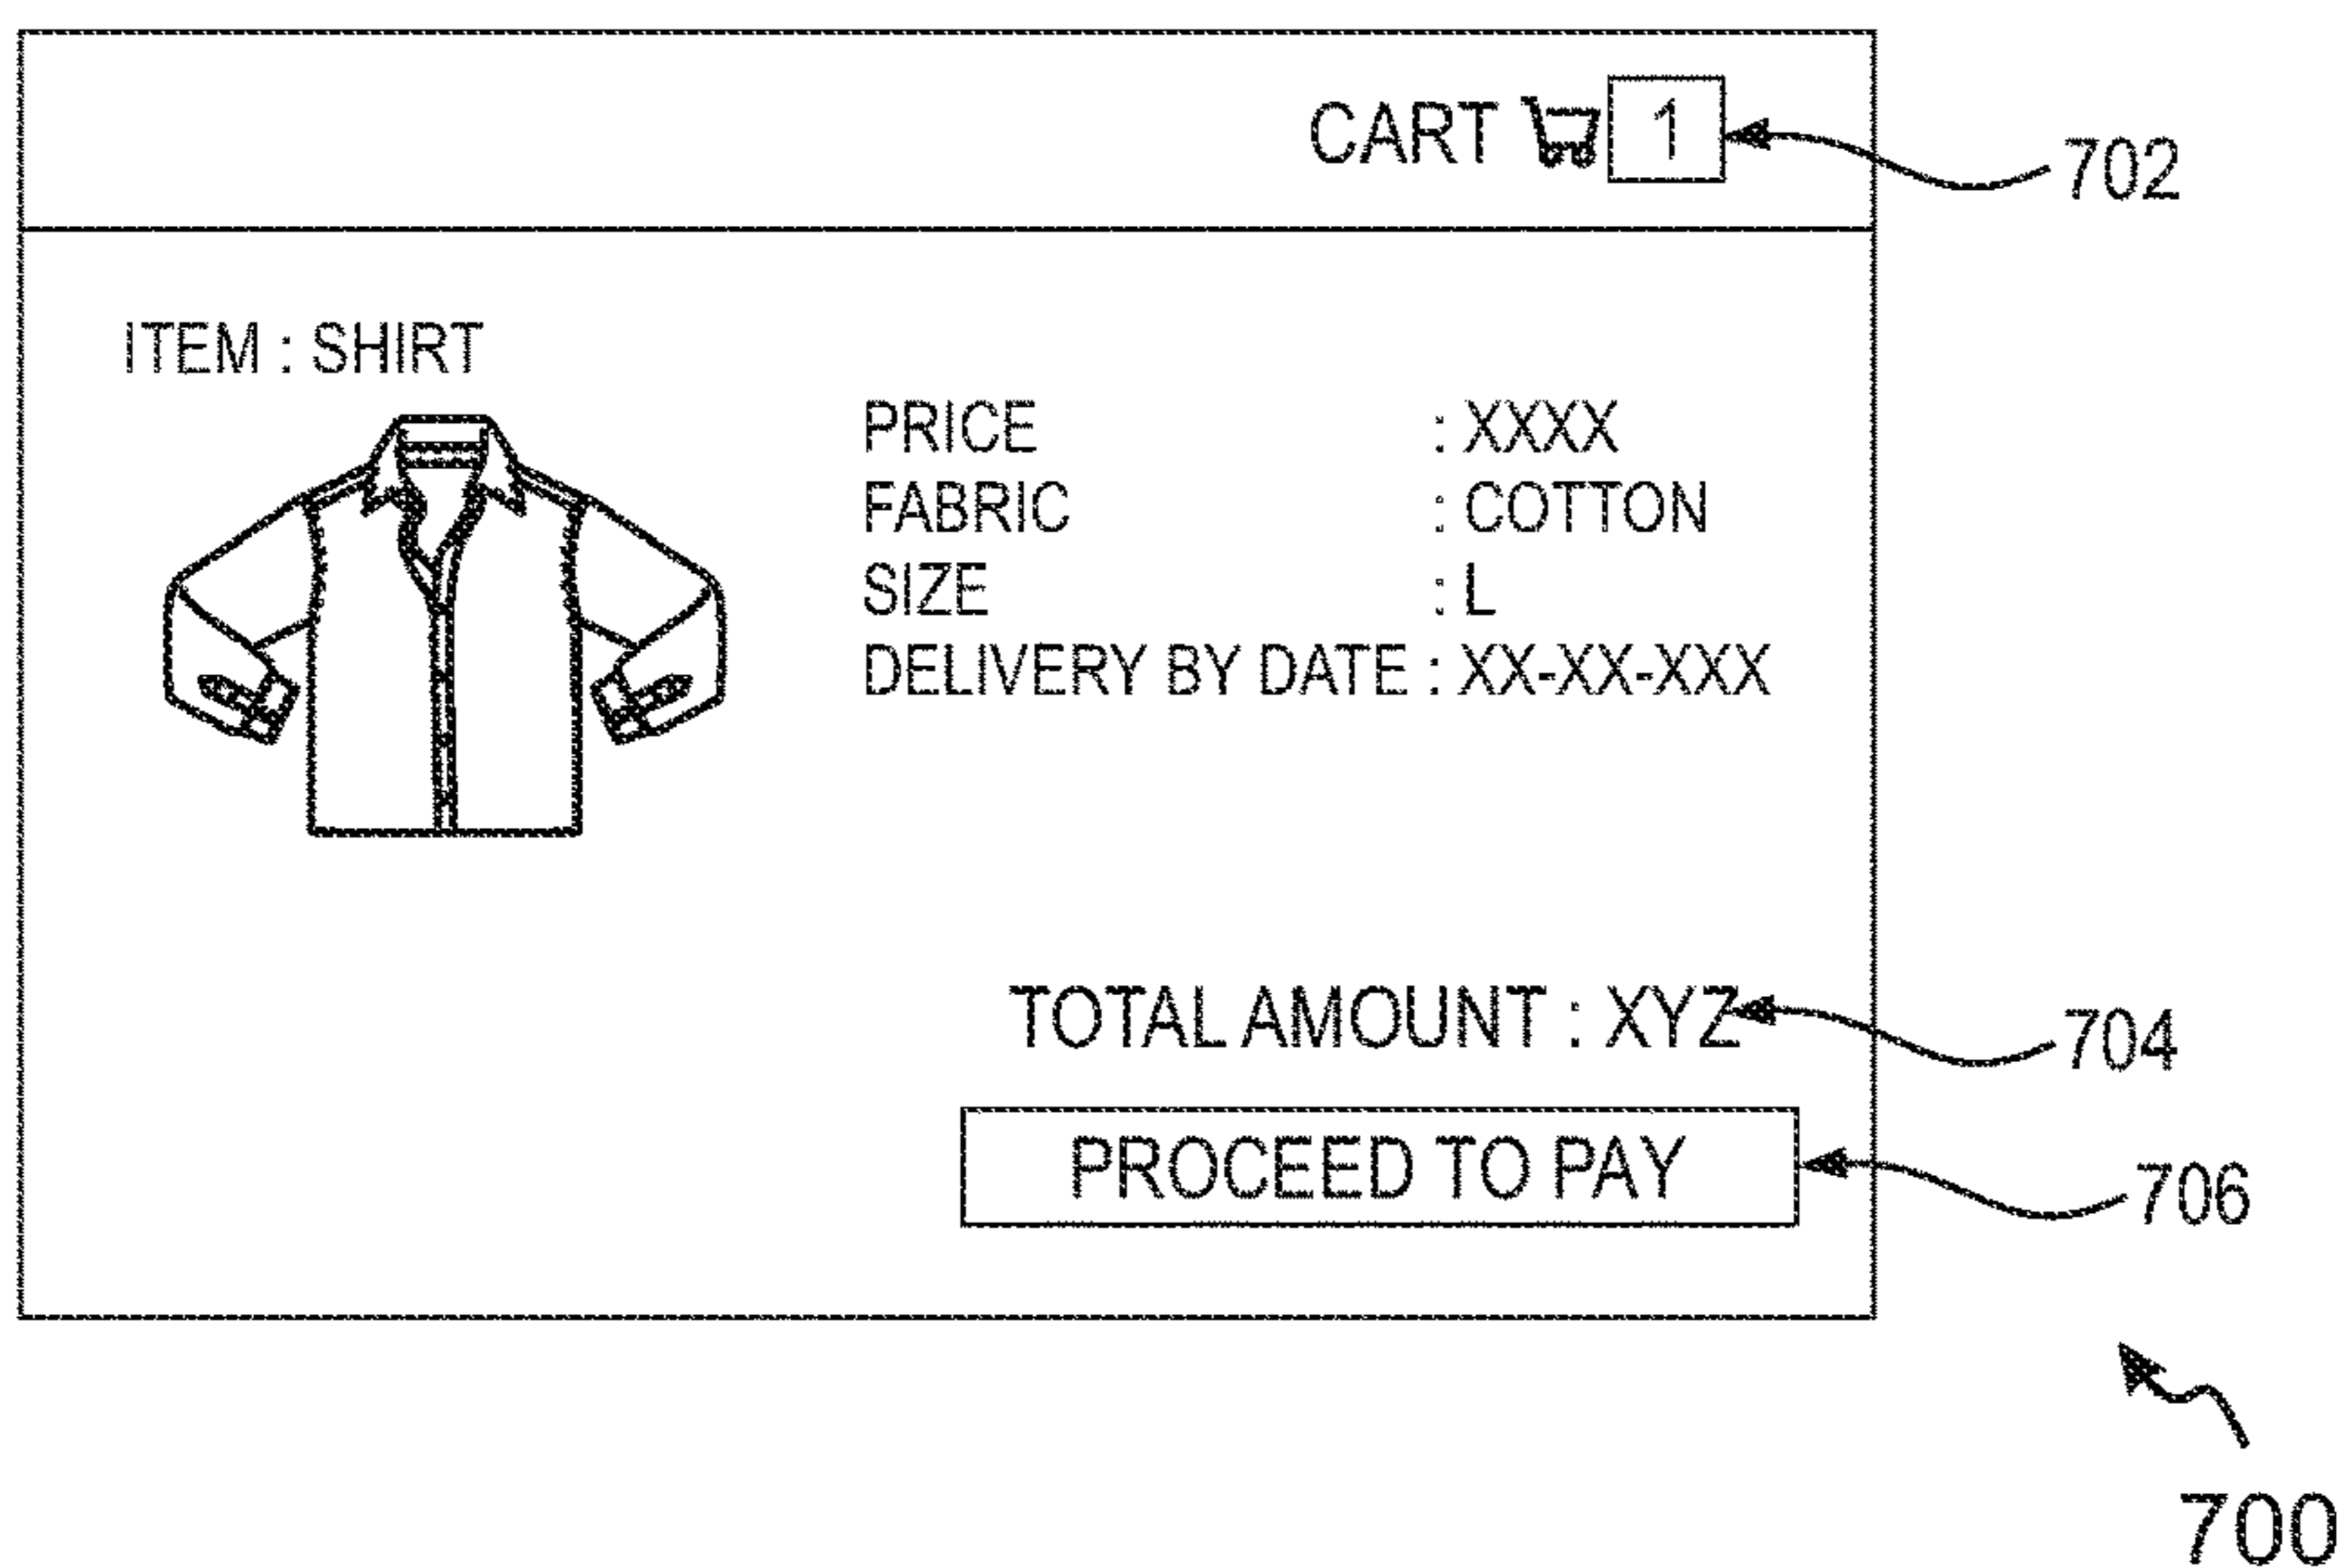 CART 1
702
ITEM : SHIRT
PRICE : XXXX
FABRIC : COTTON
SIZE : L
DELIVERY BY DATE : XX-XX-XXX
TOTAL AMOUNT : XYZ
704
PROCEED TO PAY
706
700